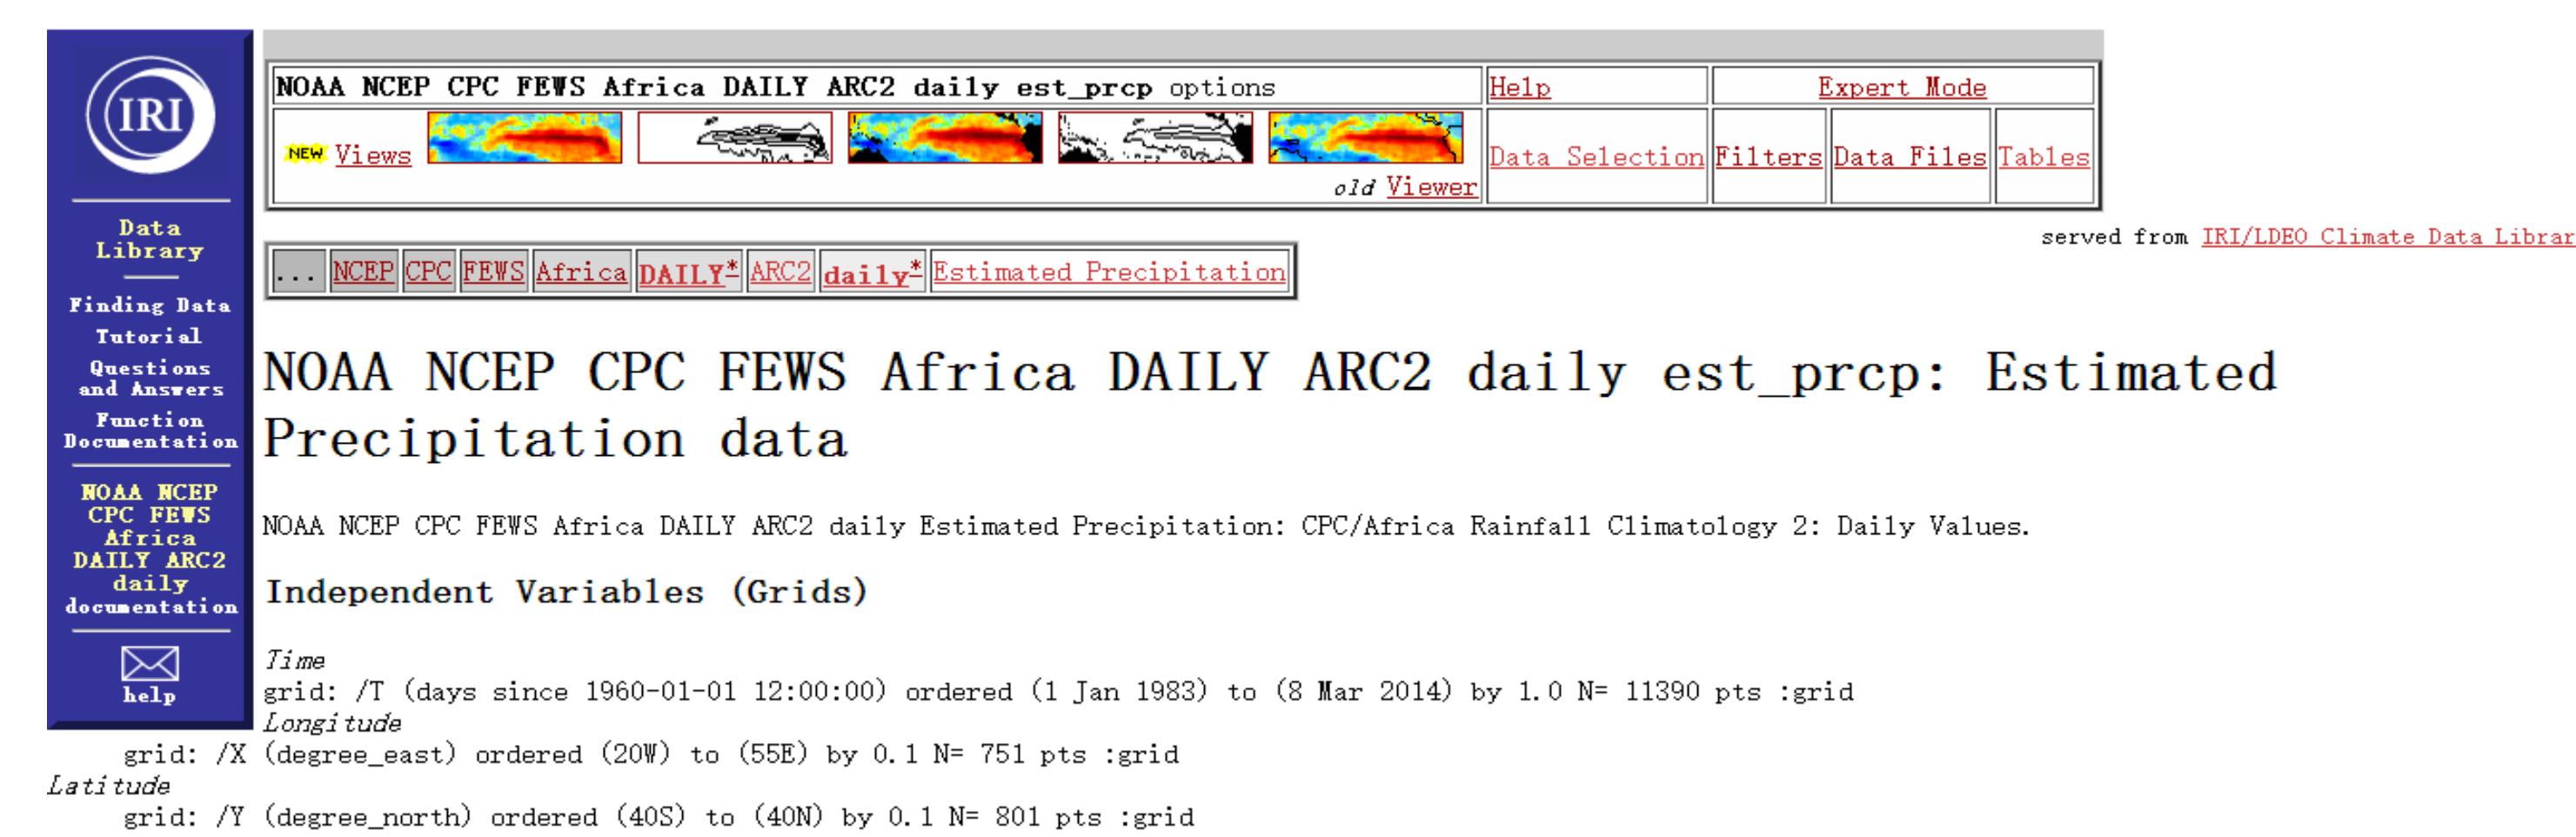 IRI
Data
Library
Finding Data
Tutorial
Questions
and Answers
Function
Documentation
NOAA NCEP
CPC FEWS
Africa
DAILY ARC2
daily
documentation
help
NOAA NCEP CPC FEWS Africa DAILY ARC2 daily est_prcp options
Help
Expert Mode
NEW Views
old Viewer
Data Selection
Filters
Data Files
Tables
served from IRI/LDEO Climate Data Librar
... NCEP CPC FEWS Africa DAILY* ARC2 daily* Estimated Precipitation
NOAA NCEP CPC FEWS Africa DAILY ARC2 daily est_prcp: Estimated
Precipitation data
NOAA NCEP CPC FEWS Africa DAILY ARC2 daily Estimated Precipitation: CPC/Africa Rainfall Climatology 2: Daily Values.
Independent Variables (Grids)
Time
grid: /T (days since 1960-01-01 12:00:00) ordered (1 Jan 1983) to (8 Mar 2014) by 1.0 N= 11390 pts :grid
Longitude
grid: /X (degree_east) ordered (20W) to (55E) by 0.1 N= 751 pts :grid
Latitude
grid: /Y (degree_north) ordered (40S) to (40N) by 0.1 N= 801 pts :grid